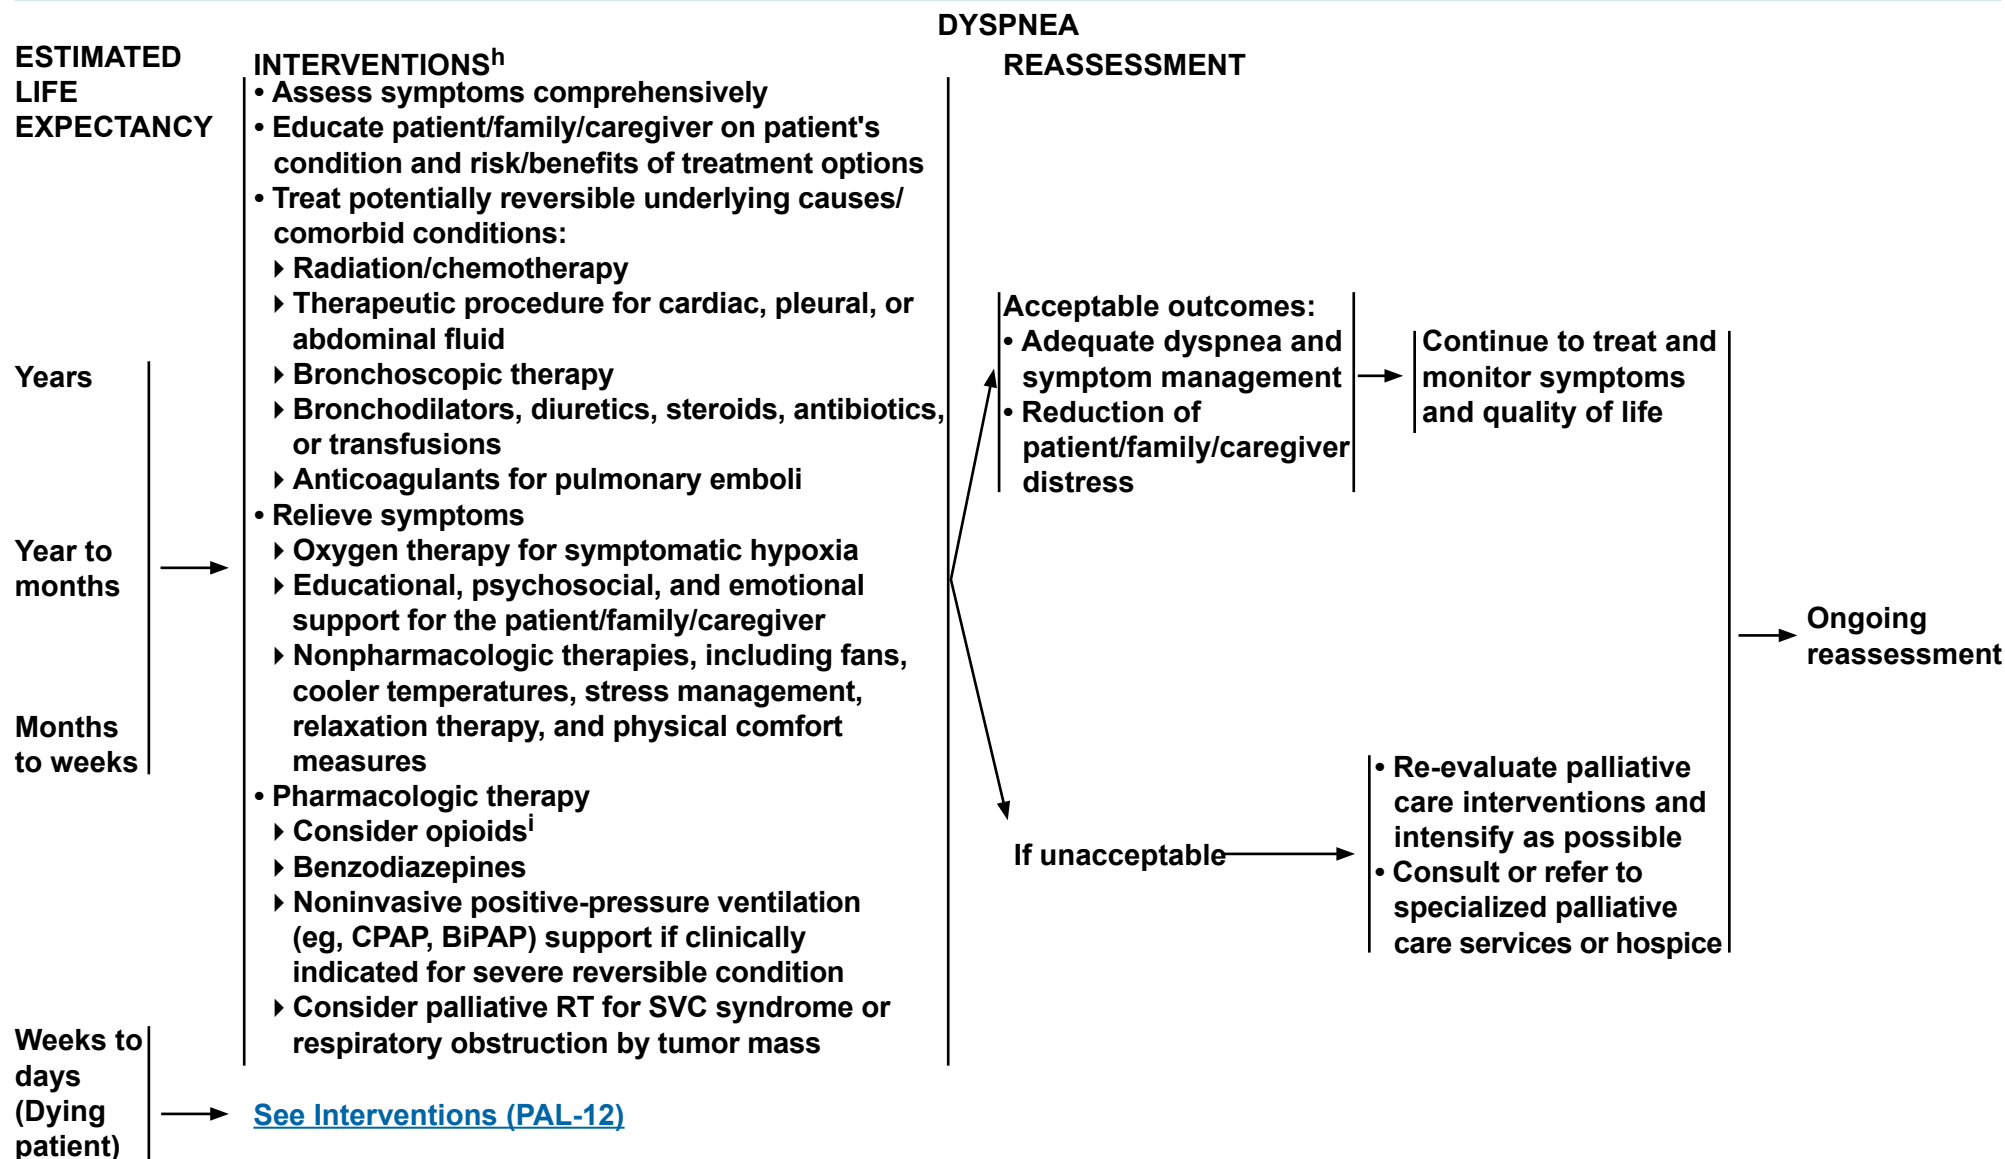 DYSPNEA
ESTIMATED
LIFE
EXPECTANCY
INTERVENTIONSʰ
REASSESSMENT
• Assess symptoms comprehensively
• Educate patient/family/caregiver on patient's
condition and risk/benefits of treatment options
• Treat potentially reversible underlying causes/
comorbid conditions:
▸ Radiation/chemotherapy
▸ Therapeutic procedure for cardiac, pleural, or
abdominal fluid
▸ Bronchoscopic therapy
▸ Bronchodilators, diuretics, steroids, antibiotics,
or transfusions
▸ Anticoagulants for pulmonary emboli
• Relieve symptoms
▸ Oxygen therapy for symptomatic hypoxia
▸ Educational, psychosocial, and emotional
support for the patient/family/caregiver
▸ Nonpharmacologic therapies, including fans,
cooler temperatures, stress management,
relaxation therapy, and physical comfort
measures
• Pharmacologic therapy
▸ Consider opioidsⁱ
▸ Benzodiazepines
▸ Noninvasive positive-pressure ventilation
(eg, CPAP, BiPAP) support if clinically
indicated for severe reversible condition
▸ Consider palliative RT for SVC syndrome or
respiratory obstruction by tumor mass
Years
Year to
months
Months
to weeks
Weeks to
days
(Dying
patient)
See Interventions (PAL-12)
Acceptable outcomes:
• Adequate dyspnea and
symptom management
• Reduction of
patient/family/caregiver
distress
Continue to treat and
monitor symptoms
and quality of life
If unacceptable
• Re-evaluate palliative
care interventions and
intensify as possible
• Consult or refer to
specialized palliative
care services or hospice
Ongoing
reassessment